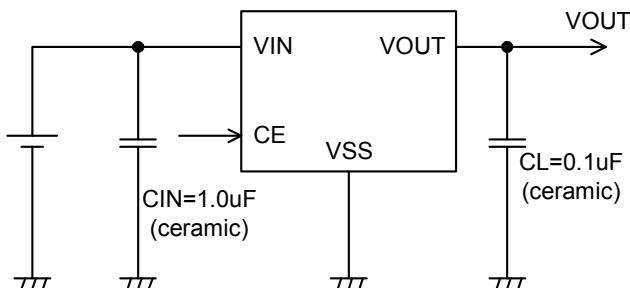 VOUT
VIN
VOUT
CE
VSS
CIN=1.0uF
(ceramic)
CL=0.1uF
(ceramic)